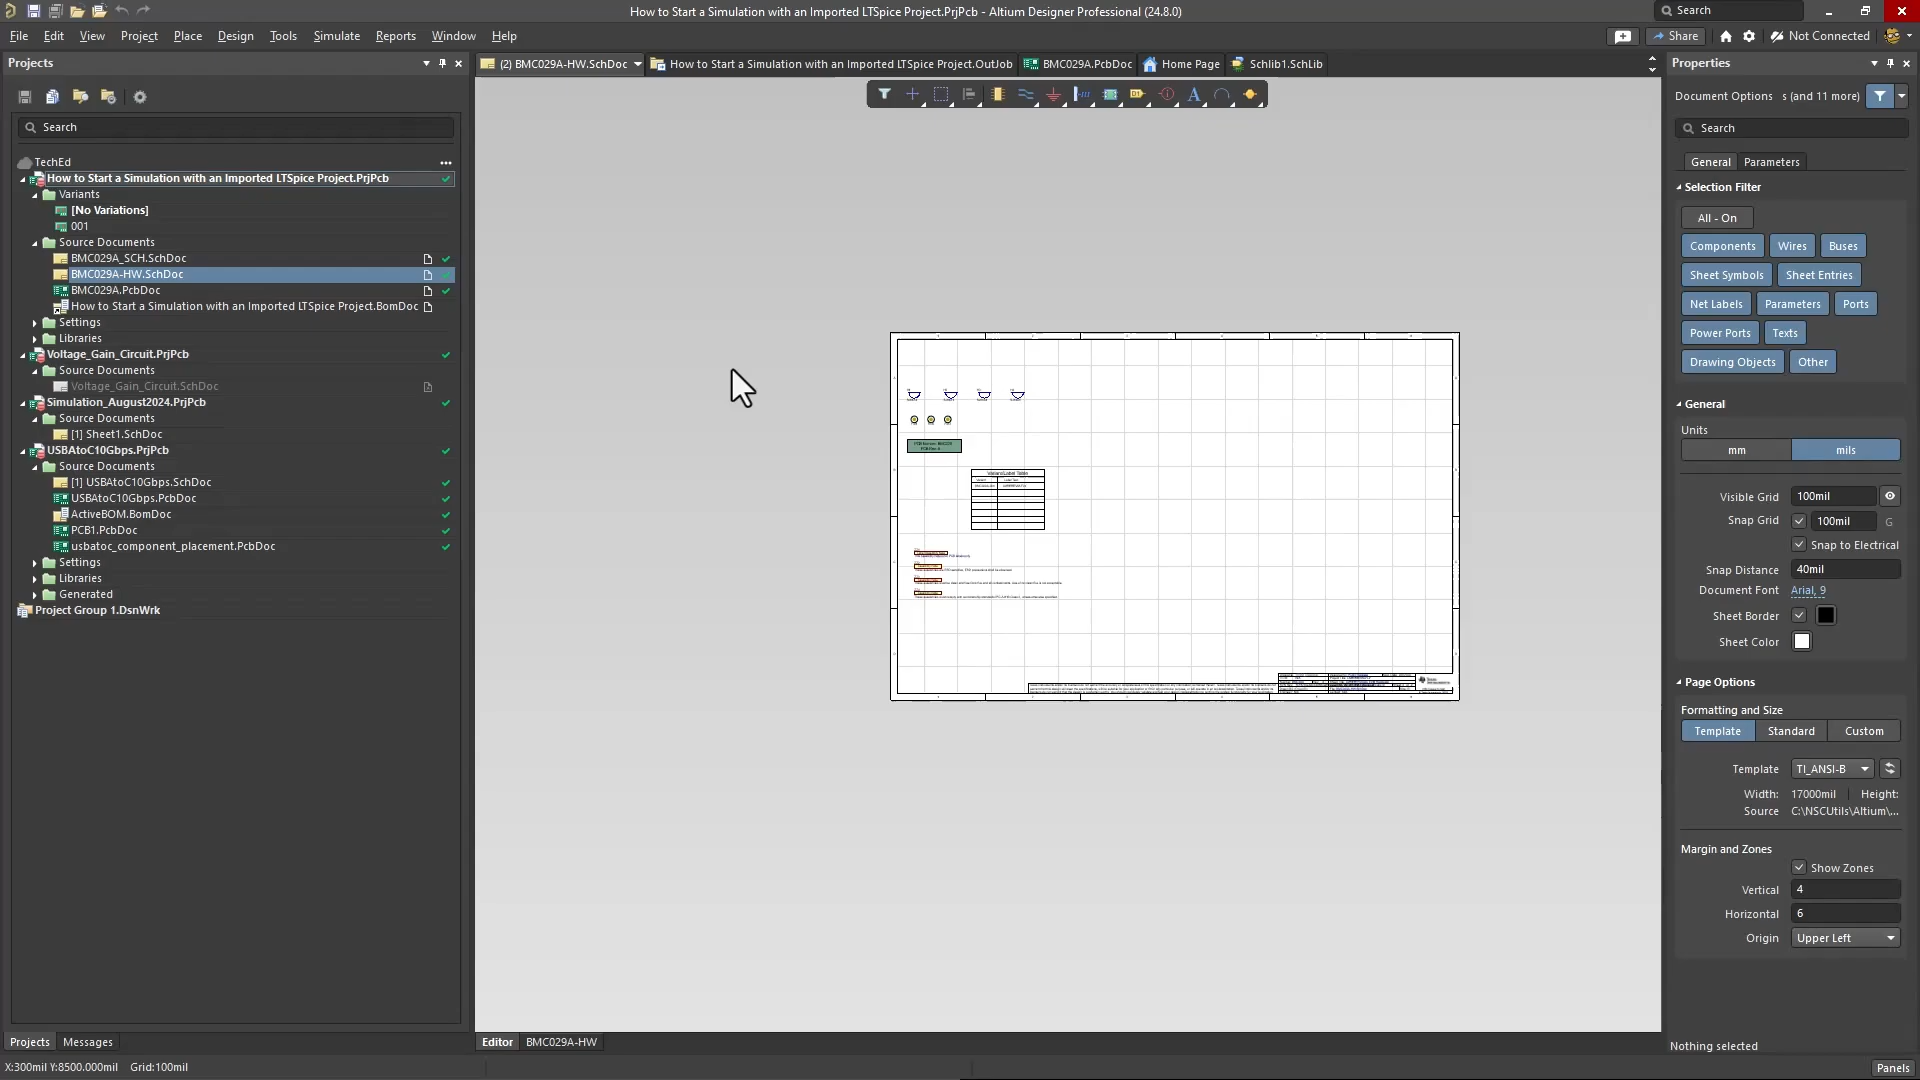 How to Start a Simulation with an Imported LTSpice Project.PrjPcb - Altium Designer Professional (24.8.0)
Search
File Edit View Project Place Design Tools Simulate Reports Window Help
Share
Not Connected
Projects
(2) BMC029A-HW.SchDoc
How to Start a Simulation with an Imported LTSpice Project.OutJob
BMC029A.PcbDoc
Home Page
Schlib1.SchLib
Properties
Document Options s (and 11 more)
Search
Search
TechEd
How to Start a Simulation with an Imported LTSpice Project.PrjPcb
Variants
[No Variations]
001
Source Documents
BMC029A_SCH.SchDoc
BMC029A-HW.SchDoc
BMC029A.PcbDoc
How to Start a Simulation with an Imported LTSpice Project.BomDoc
Settings
Libraries
Voltage_Gain_Circuit.PrjPcb
Source Documents
Voltage_Gain_Circuit.SchDoc
Simulation_August2024.PrjPcb
Source Documents
[1] Sheet1.SchDoc
USBAtoC10Gbps.PrjPcb
Source Documents
[1] USBAtoC10Gbps.SchDoc
USBAtoC10Gbps.PcbDoc
ActiveBOM.BomDoc
PCB1.PcbDoc
usbatoc_component_placement.PcbDoc
Settings
Libraries
Generated
Project Group 1.DsnWrk
Variant/Label Table
General Parameters
Selection Filter
All - On
Components Wires Buses
Sheet Symbols Sheet Entries
Net Labels Parameters Ports
Power Ports Texts
Drawing Objects Other
General
Units
mm mils
Visible Grid 100mil
Snap Grid 100mil G
Snap to Electrical
Snap Distance 40mil
Document Font Arial, 9
Sheet Border
Sheet Color
Page Options
Formatting and Size
Template Standard Custom
Template TI_ANSI-B
Width: 17000mil Height:
Source C:\NSCUtils\Altium\...
Margin and Zones
Show Zones
Vertical 4
Horizontal 6
Origin Upper Left
Nothing selected
Projects Messages
Editor BMC029A-HW
X:300mil Y:8500.000mil Grid:100mil
Panels